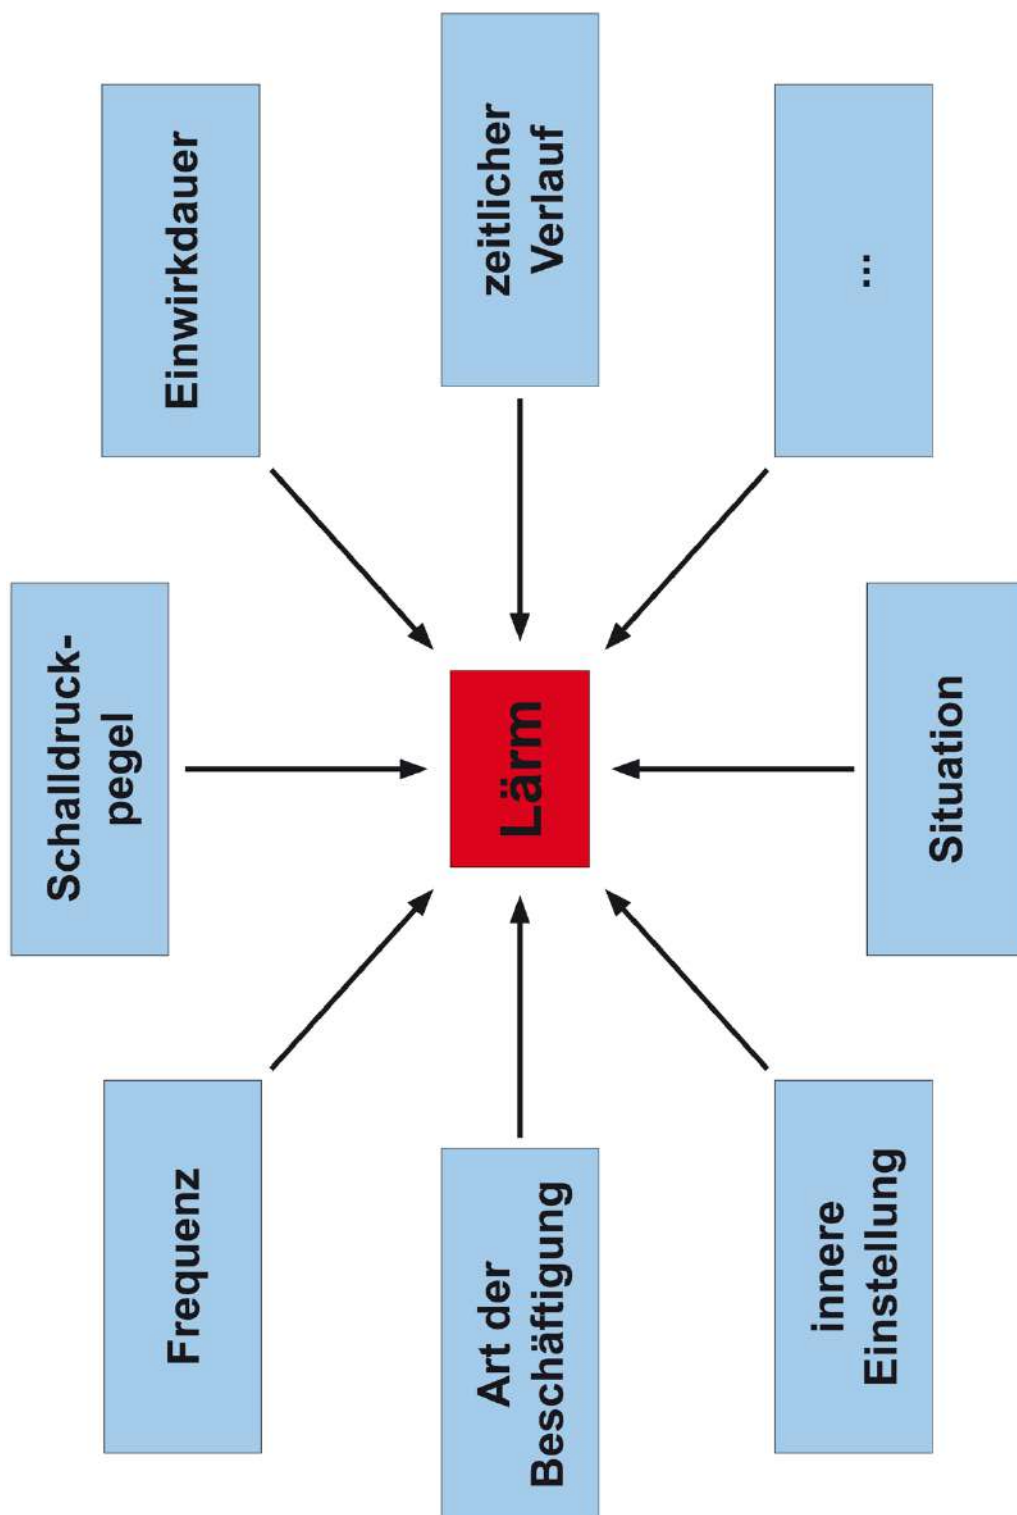 Schalldruck-
pegel
Frequenz
Einwirkdauer
Art der
Beschäftigung
Lärm
zeitlicher
Verlauf
innere
Einstellung
Situation
...